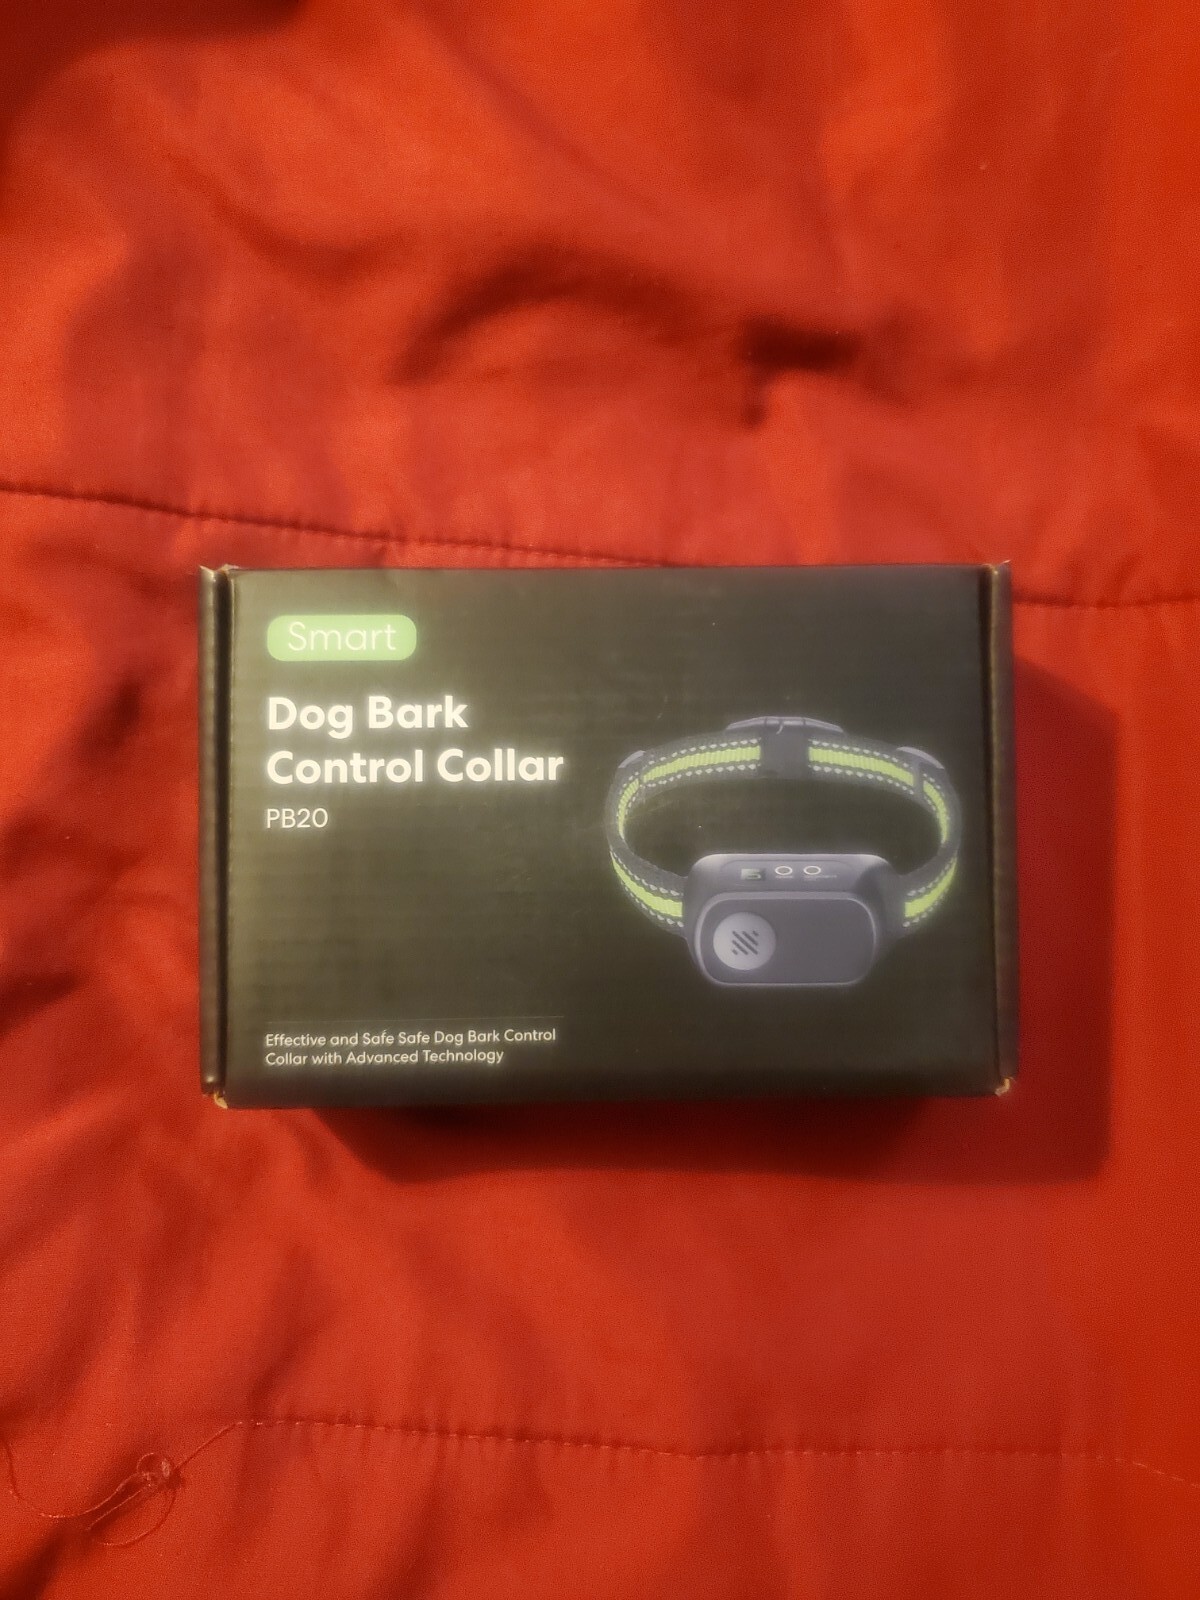 Smart
Dog Bark
Control Collar
PB20
Effective and Safe Safe Dog Bark Control
Collar with Advanced Technology